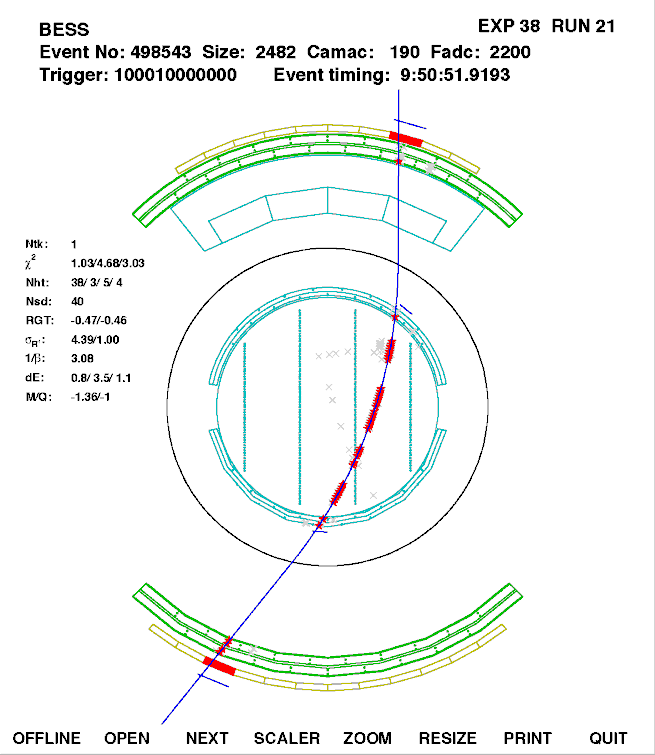 BESS
EXP 38 RUN 21
Event No: 498543 Size: 2482 Camac: 190 Fadc: 2200
Trigger: 100010000000 Event timing: 9:50:51.9193
Ntk: 1
χ²: 1.03/4.68/3.03
Nht: 38/ 3/ 5/ 4
Nsd: 40
RGT: -0.47/-0.46
σR': 4.39/1.00
1/β: 3.08
dE: 0.8/ 3.5/ 1.1
M/Q: -1.36/-1
OFFLINE OPEN NEXT SCALER ZOOM RESIZE PRINT QUIT